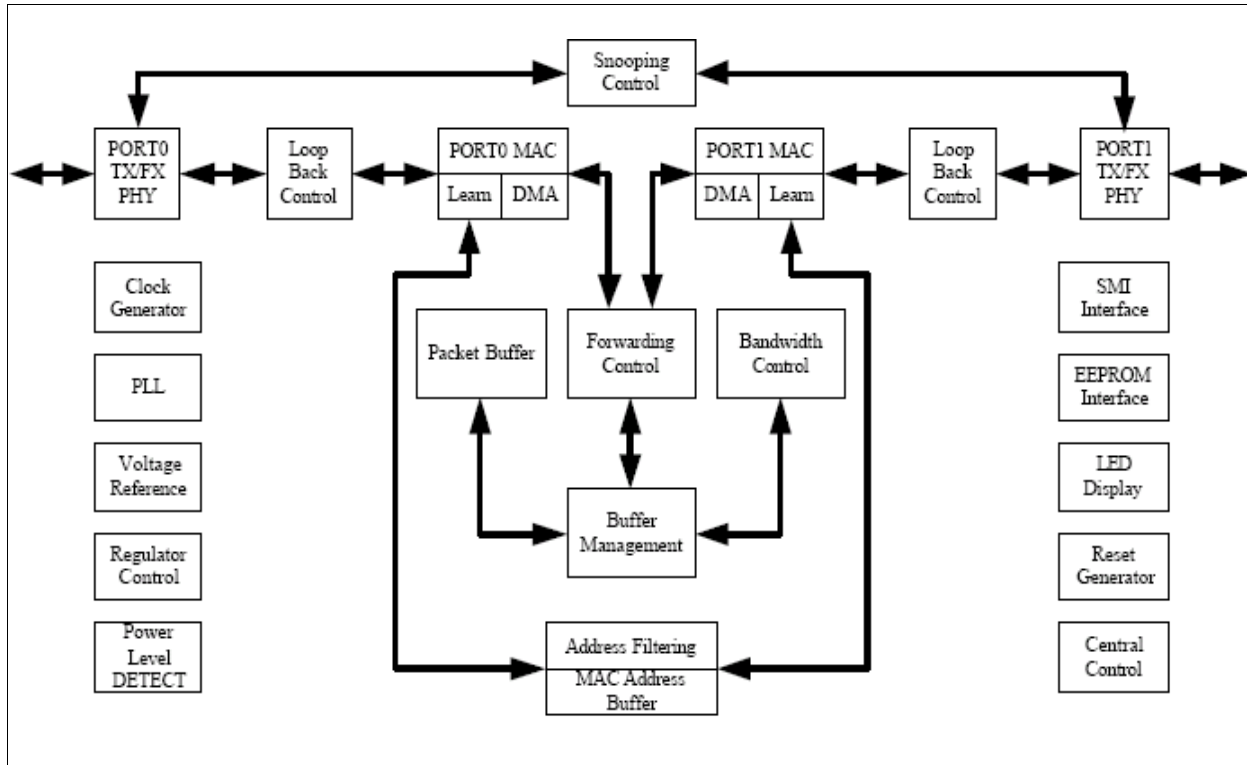 Snooping
Control
PORT0
TX/FX
PHY
Loop
Back
Control
PORT0 MAC
Learn
DMA
PORT1 MAC
DMA
Learn
Loop
Back
Control
PORT1
TX/FX
PHY
Clock
Generator
PLL
Voltage
Reference
Regulator
Control
Power
Level
DETECT
Packet Buffer
Forwarding
Control
Bandwidth
Control
Buffer
Management
Address Filtering
MAC Address
Buffer
SMI
Interface
EEPROM
Interface
LED
Display
Reset
Generator
Central
Control